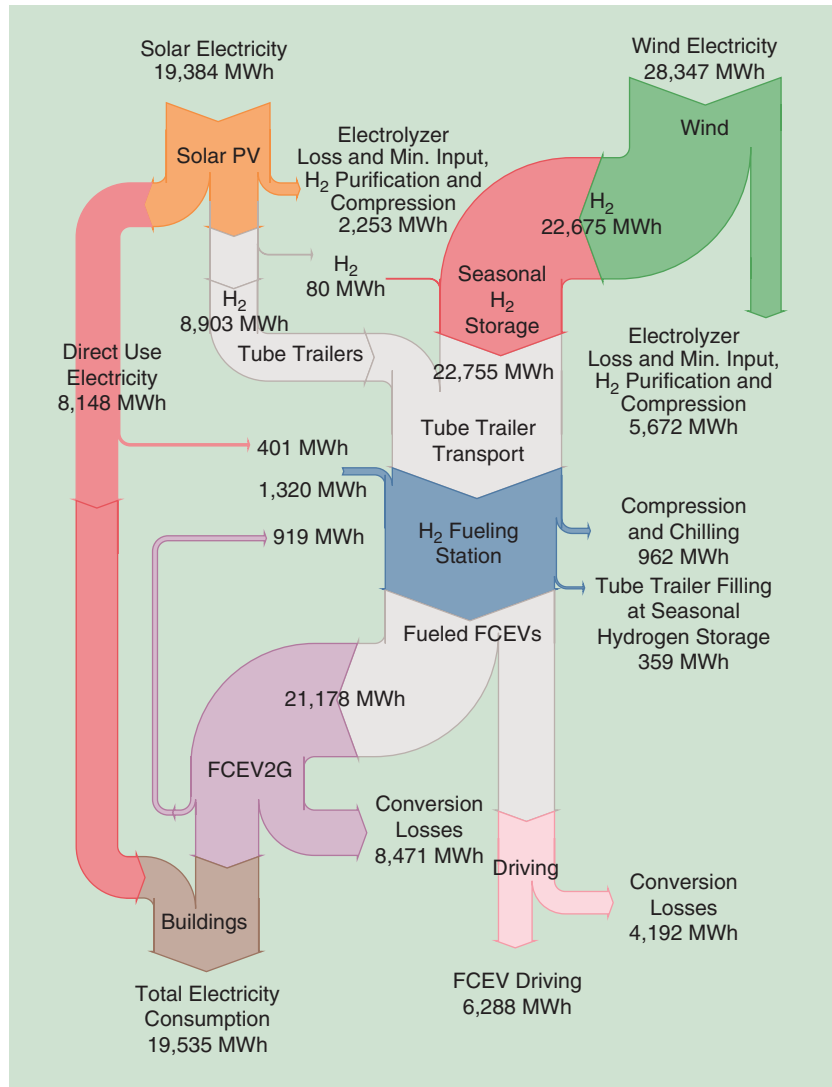 Solar Electricity
19,384 MWh
Wind Electricity
28,347 MWh
Solar PV
Electrolyzer
Loss and Min. Input,
H₂ Purification and
Compression
2,253 MWh
Wind
H₂
22,675 MWh
H₂
80 MWh
Seasonal
H₂
Storage
H₂
8,903 MWh
Tube Trailers
Direct Use
Electricity
8,148 MWh
22,755 MWh
Electrolyzer
Loss and Min. Input,
H₂ Purification and
Compression
5,672 MWh
Tube Trailer
Transport
401 MWh
1,320 MWh
919 MWh
H₂ Fueling
Station
Compression
and Chilling
962 MWh
Tube Trailer Filling
at Seasonal
Hydrogen Storage
359 MWh
Fueled FCEVs
21,178 MWh
FCEV2G
Conversion
Losses
8,471 MWh
Driving
Conversion
Losses
4,192 MWh
Buildings
Total Electricity
Consumption
19,535 MWh
FCEV Driving
6,288 MWh